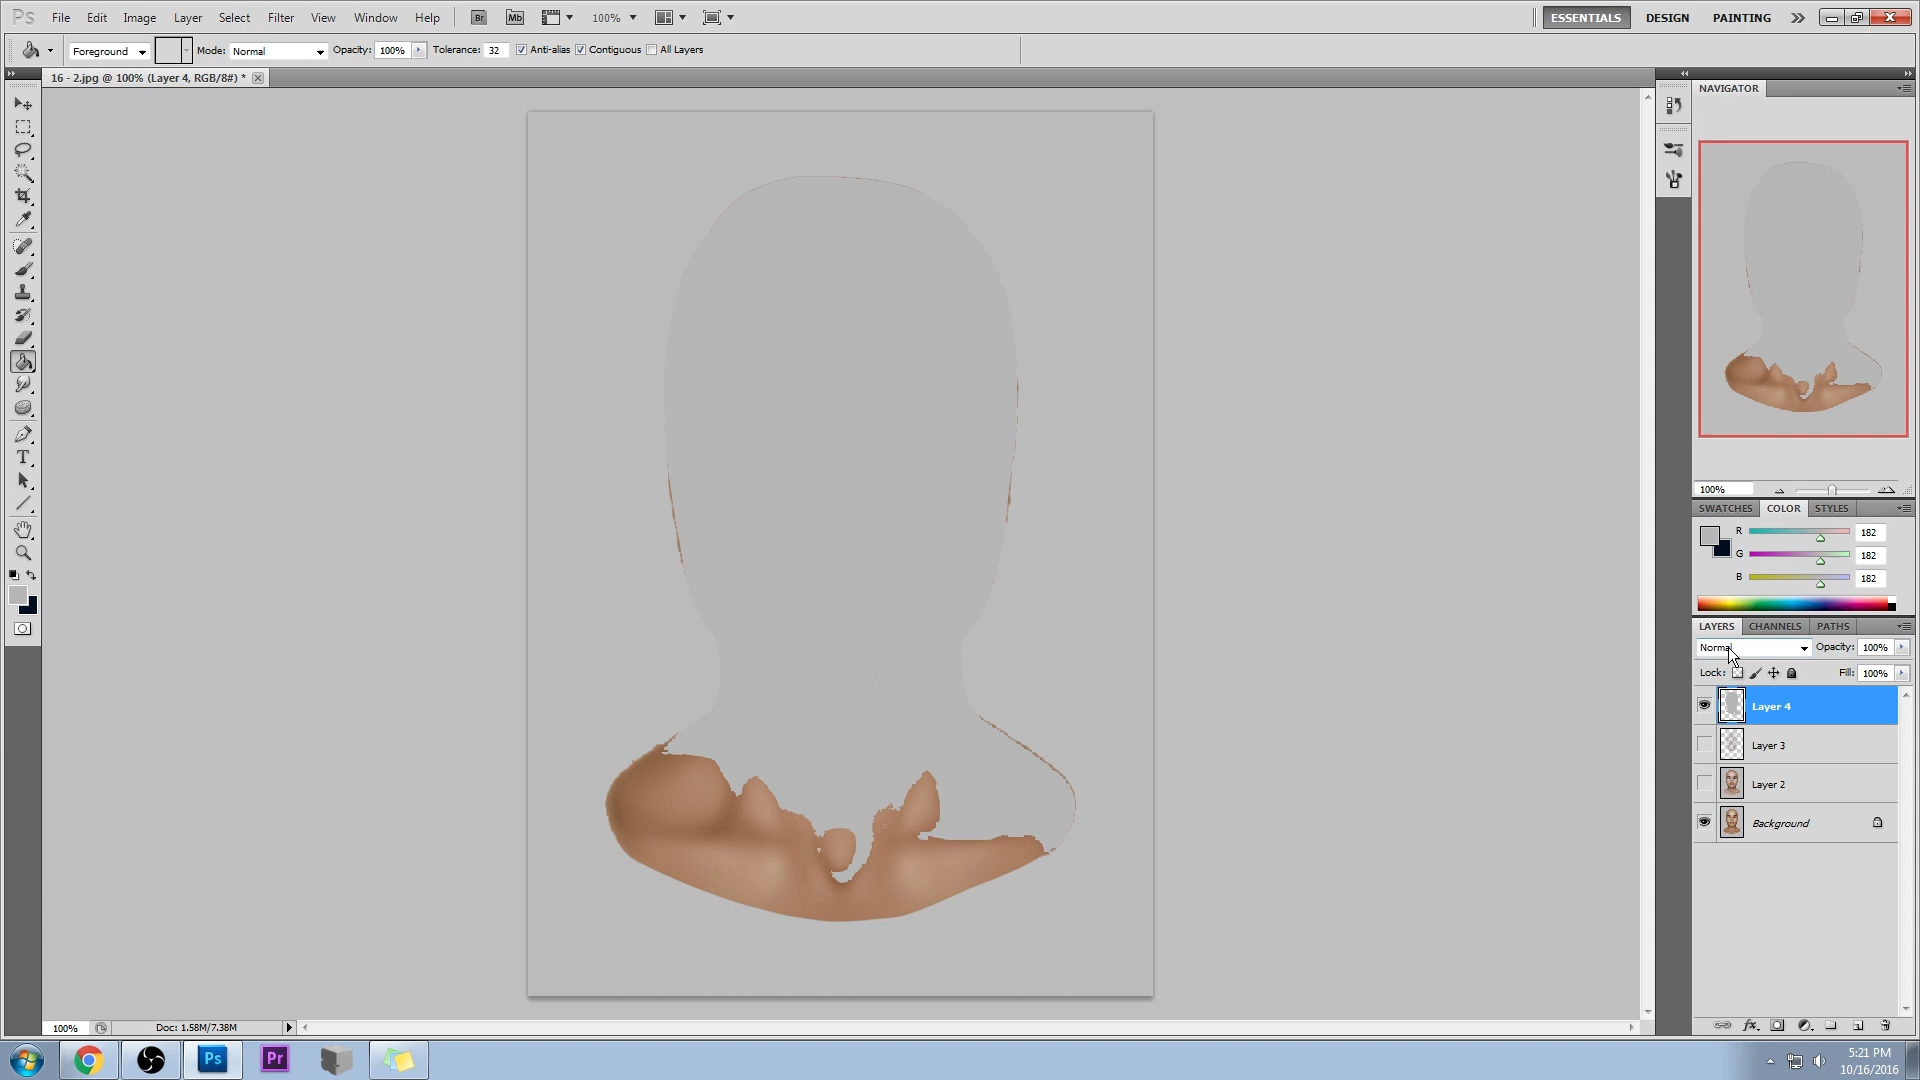 Ps File Edit Image Layer Select Filter View Window Help Br Mb 100% ESSENTIALS DESIGN PAINTING
Foreground Mode: Normal Opacity: 100% Tolerance: 32 Anti-alias Contiguous All Layers
16 - 2.jpg @ 100% (Layer 4, RGB/8#) *
NAVIGATOR
100%
SWATCHES COLOR STYLES
R 182
G 182
B 182
LAYERS CHANNELS PATHS
Normal Opacity: 100%
Lock: Fill: 100%
Layer 4
Layer 3
Layer 2
Background
100% Doc: 1.58M/7.38M
Ps Pr
5:21 PM
10/16/2016